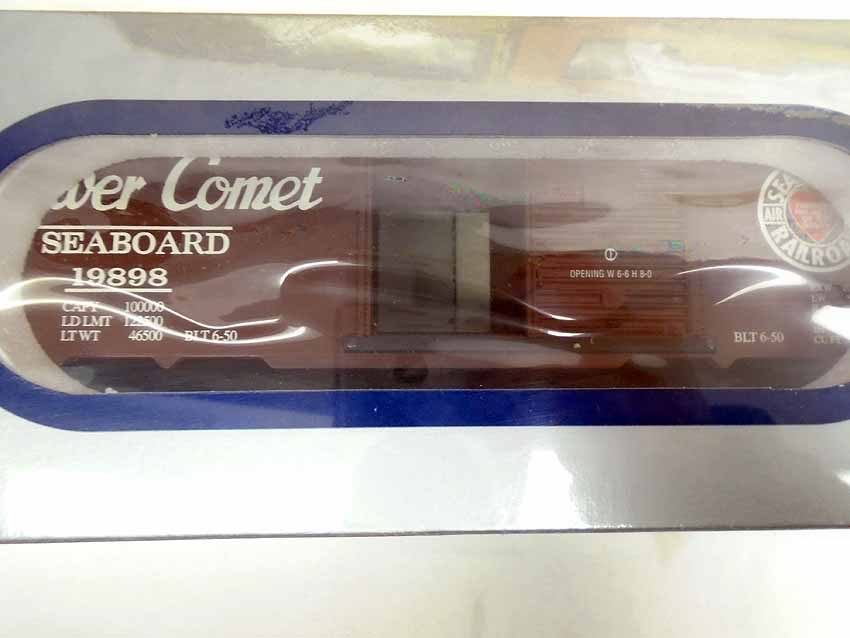 Comet
SEABOARD
19898
CAPY 100000
LD LMT 122500
LT WT 46500 BLT 6-50
OPENING W 6-6 H 8-0
BLT 6-50
AIR